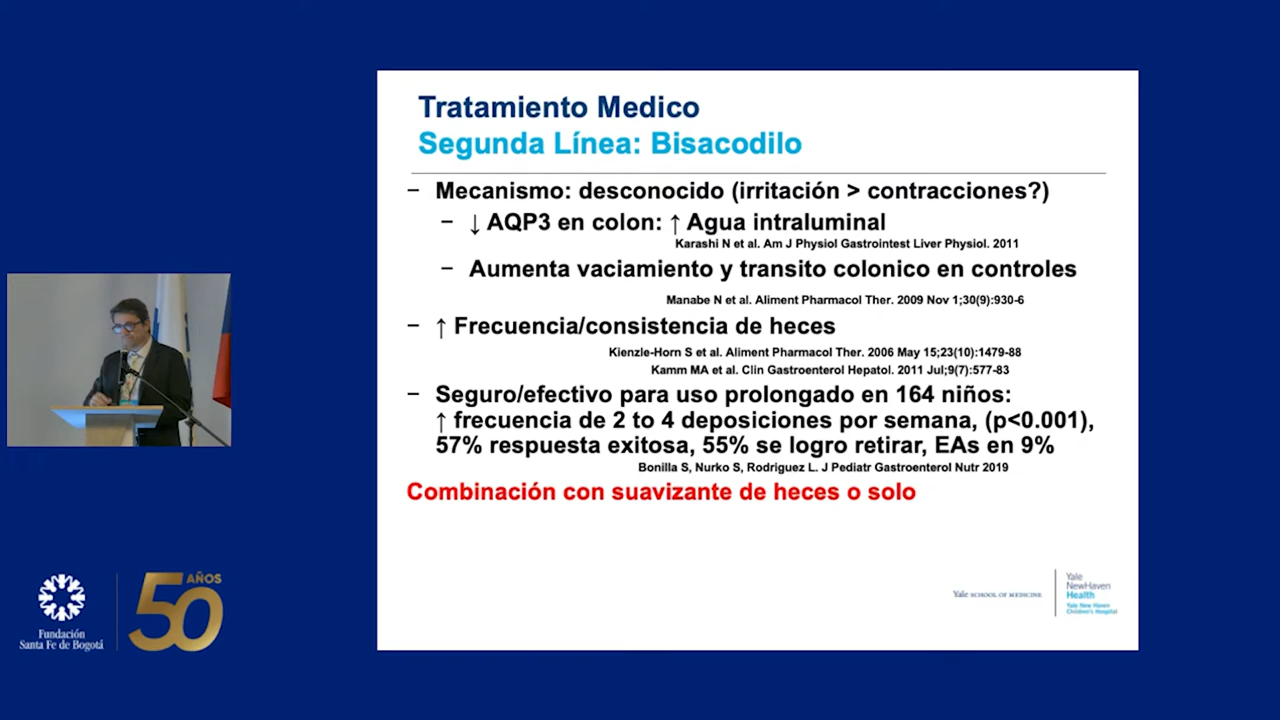 Tratamiento Medico
Segunda Línea: Bisacodilo
– Mecanismo: desconocido (irritación > contracciones?)
– ↓ AQP3 en colon: ↑ Agua intraluminal
Karashi N et al. Am J Physiol Gastrointest Liver Physiol. 2011
– Aumenta vaciamiento y transito colonico en controles
Manabe N et al. Aliment Pharmacol Ther. 2009 Nov 1;30(9):930-6
– ↑ Frecuencia/consistencia de heces
Kienzle-Horn S et al. Aliment Pharmacol Ther. 2006 May 15;23(10):1479-88
Kamm MA et al. Clin Gastroenterol Hepatol. 2011 Jul;9(7):577-83
– Seguro/efectivo para uso prolongado en 164 niños:
↑ frecuencia de 2 to 4 deposiciones por semana, (p<0.001),
57% respuesta exitosa, 55% se logro retirar, EAs en 9%
Bonilla S, Nurko S, Rodriguez L. J Pediatr Gastroenterol Nutr 2019
Combinación con suavizante de heces o solo
Yale SCHOOL OF MEDICINE
Yale
NewHaven
Health
Yale New Haven
Children's Hospital
Fundación
Santa Fe de Bogotá
50 AÑOS